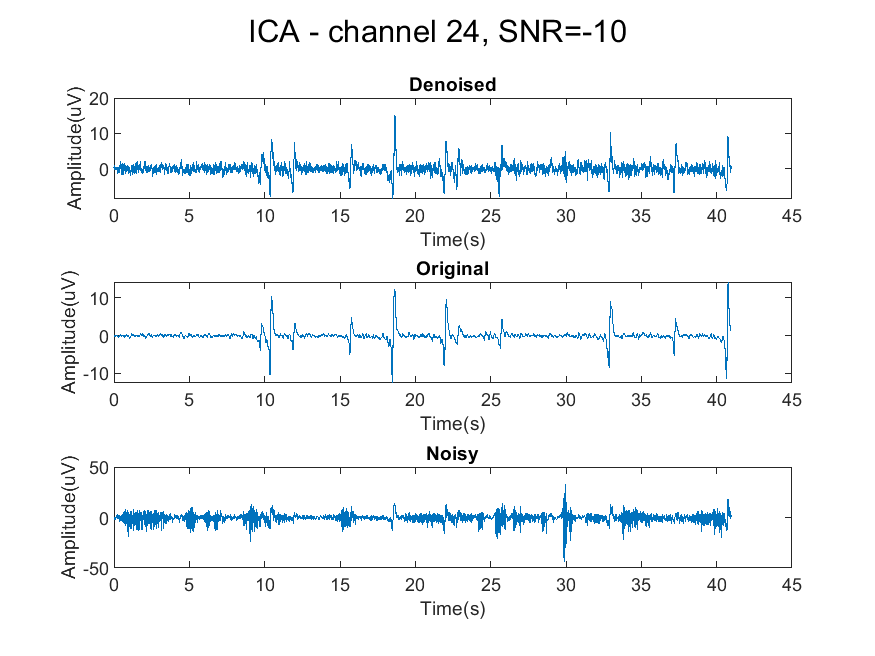 ICA - channel 24, SNR=-10
Denoised
Amplitude(uV)
20
10
0
0 5 10 15 20 25 30 35 40 45
Time(s)
Original
Amplitude(uV)
10
0
-10
0 5 10 15 20 25 30 35 40 45
Time(s)
Noisy
Amplitude(uV)
50
0
-50
0 5 10 15 20 25 30 35 40 45
Time(s)